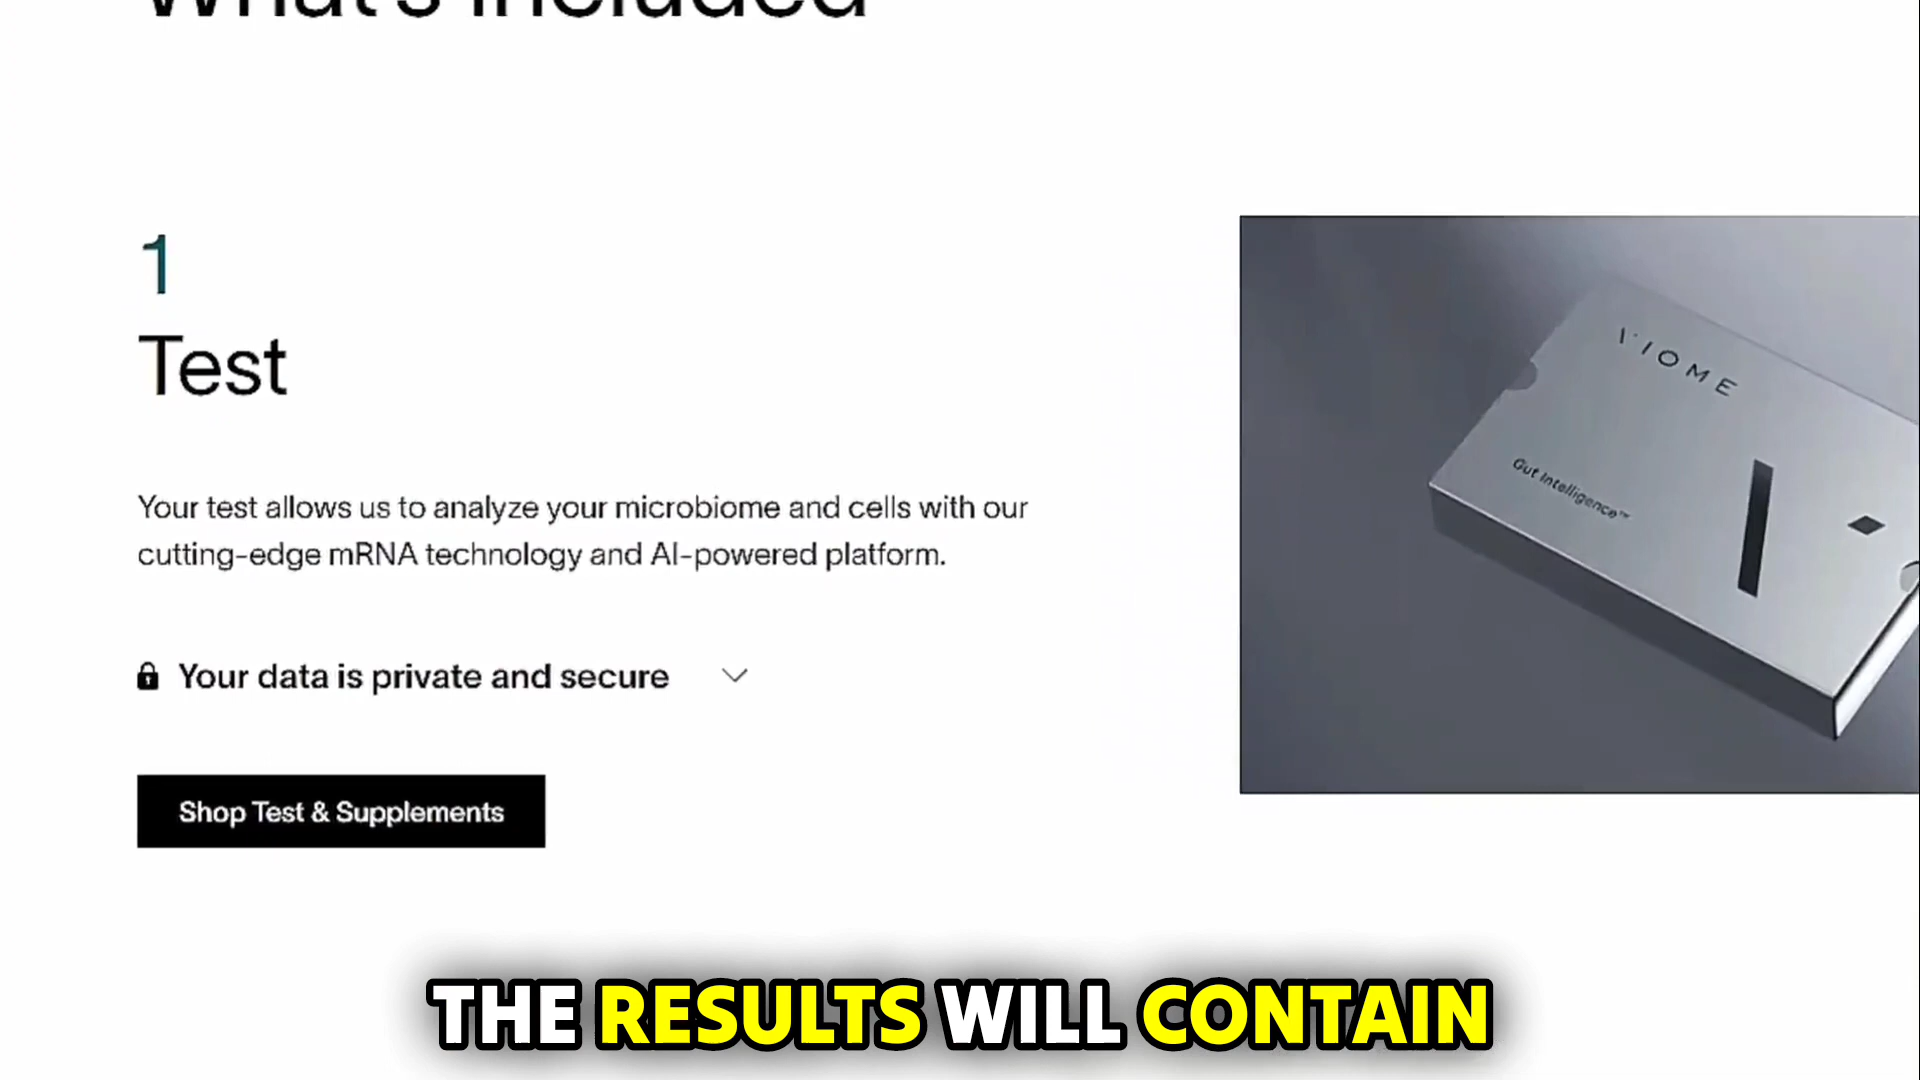 What's Included
1
Test
Your test allows us to analyze your microbiome and cells with our
cutting-edge mRNA technology and AI-powered platform.
Your data is private and secure
Shop Test & Supplements
VIOME
Gut Intelligence™
THE RESULTS WILL CONTAIN